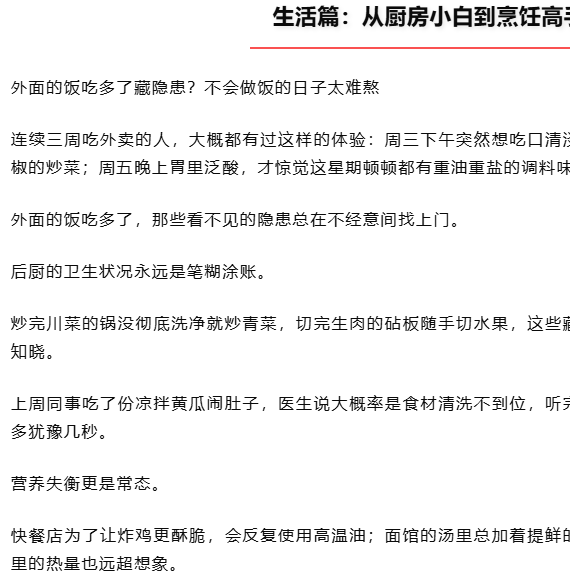 生活篇：从厨房小白到烹饪高手
外面的饭吃多了藏隐患？不会做饭的日子太难熬
连续三周吃外卖的人，大概都有过这样的体验：周三下午突然想吃口清淡
椒的炒菜；周五晚上胃里泛酸，才惊觉这星期顿顿都有重油重盐的调料味
外面的饭吃多了，那些看不见的隐患总在不经意间找上门。
后厨的卫生状况永远是笔糊涂账。
炒完川菜的锅没彻底洗净就炒青菜，切完生肉的砧板随手切水果，这些藏
知晓。
上周同事吃了份凉拌黄瓜闹肚子，医生说大概率是食材清洗不到位，听完
多犹豫几秒。
营养失衡更是常态。
快餐店为了让炸鸡更酥脆，会反复使用高温油；面馆的汤里总加着提鲜的
里的热量也远超想象。